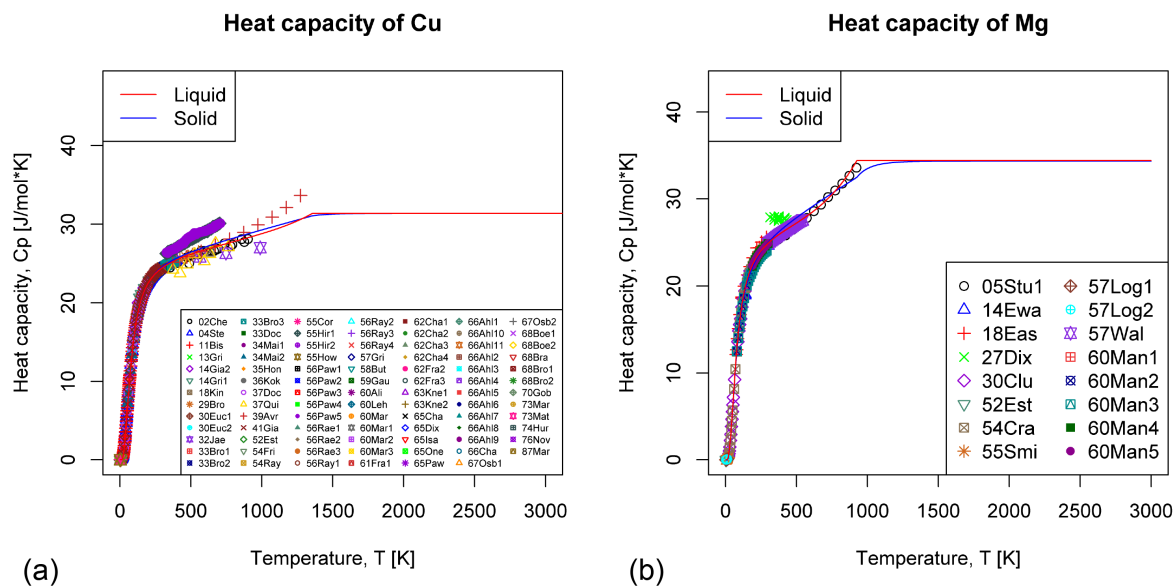 Heat capacity of Cu
Liquid
Solid
Heat capacity, Cp [J/mol*K]
0 10 20 30 40
02Che 33Bro3 55Cor 56Ray2 62Cha1 66Ahl1 67Osb2
04Ste 33Doc 55Hir1 56Ray3 62Cha2 66Ahl10 68Boe1
11Bis 34Mai1 55Hir2 56Ray4 62Cha3 66Ahl11 68Boe2
13Gri 34Mai2 55How 57Gri 62Cha4 66Ahl2 68Bra
14Gia2 35Hon 56Paw1 58But 62Fra2 66Ahl3 68Bro1
14Gri1 36Kok 56Paw2 59Gau 62Fra3 66Ahl4 68Bro2
18Kin 37Doc 56Paw3 60Ali 63Kne1 66Ahl5 70Gob
29Bro 37Qui 56Paw4 60Leh 63Kne2 66Ahl6 73Mar
30Euc1 39Avr 56Paw5 60Mar 65Cha 66Ahl7 73Mat
30Euc2 41Gia 56Rae1 60Mar1 65Dix 66Ahl8 74Hur
32Jae 52Est 56Rae2 60Mar2 65Isa 66Ahl9 76Nov
33Bro1 54Fri 56Rae3 60Mar3 65One 66Cha 87Mar
33Bro2 54Ray 56Ray1 61Fra1 65Paw 67Osb1
0 500 1000 1500 2000 2500 3000
Temperature, T [K]
(a)
Heat capacity of Mg
Liquid
Solid
Heat capacity, Cp [J/mol*K]
0 10 20 30 40
05Stu1 57Log1
14Ewa 57Log2
18Eas 57Wal
27Dix 60Man1
30Clu 60Man2
52Est 60Man3
54Cra 60Man4
55Smi 60Man5
0 500 1000 1500 2000 2500 3000
Temperature, T [K]
(b)